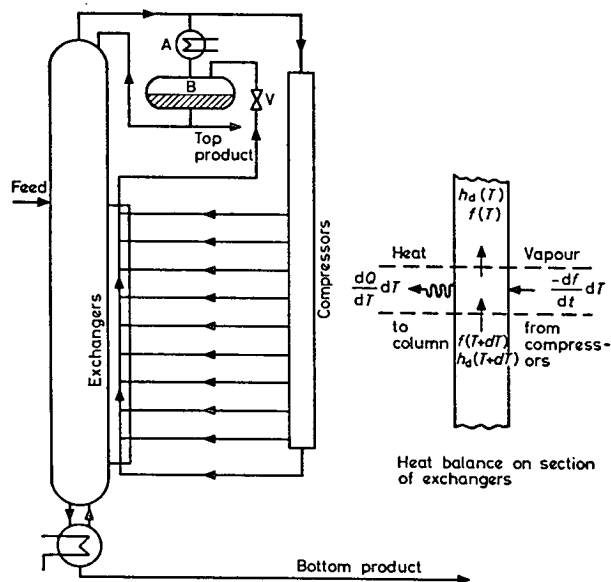 A
B
V
Top
product
Feed
Exchangers
Compressors
h_d(T)
f(T)
Heat
Vapour
dQ/dT dT
-df/dt dT
to
column
f(T+dT)
h_d(T+dT)
from
compress-
ors
Heat balance on section
of exchangers
Bottom product